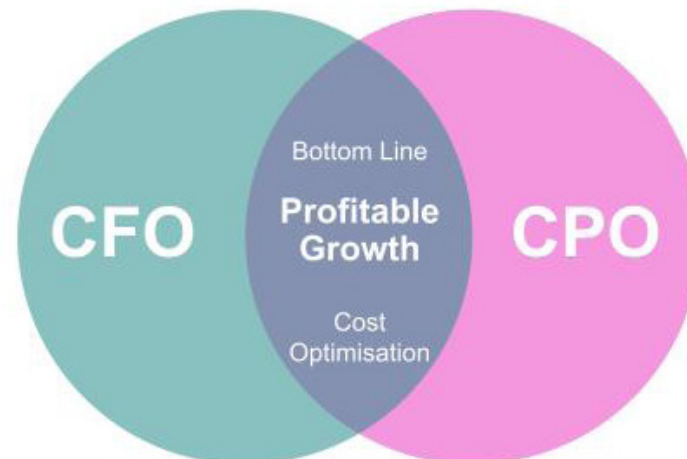 CFO
Bottom Line
Profitable
Growth
Cost
Optimisation
CPO